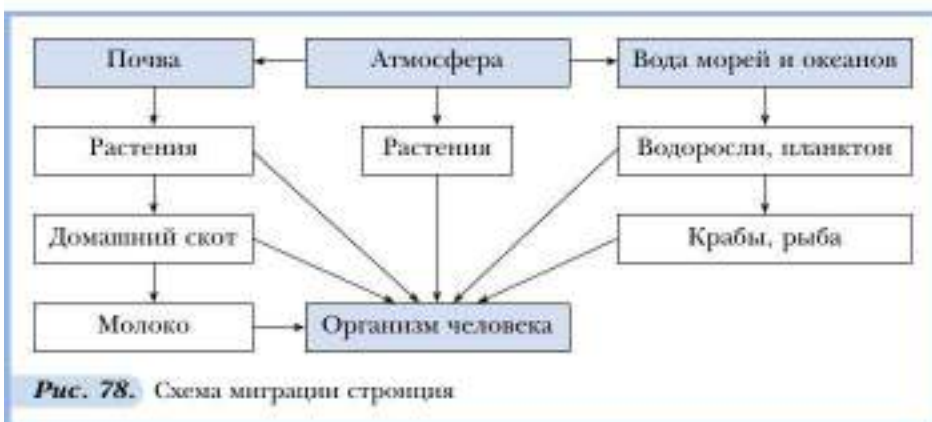 Почва
Атмосфера
Вода морей и океанов
Растения
Растения
Водоросли, планктон
Домашний скот
Крабы, рыба
Молоко
Организм человека
Рис. 78. Схема миграции стронция